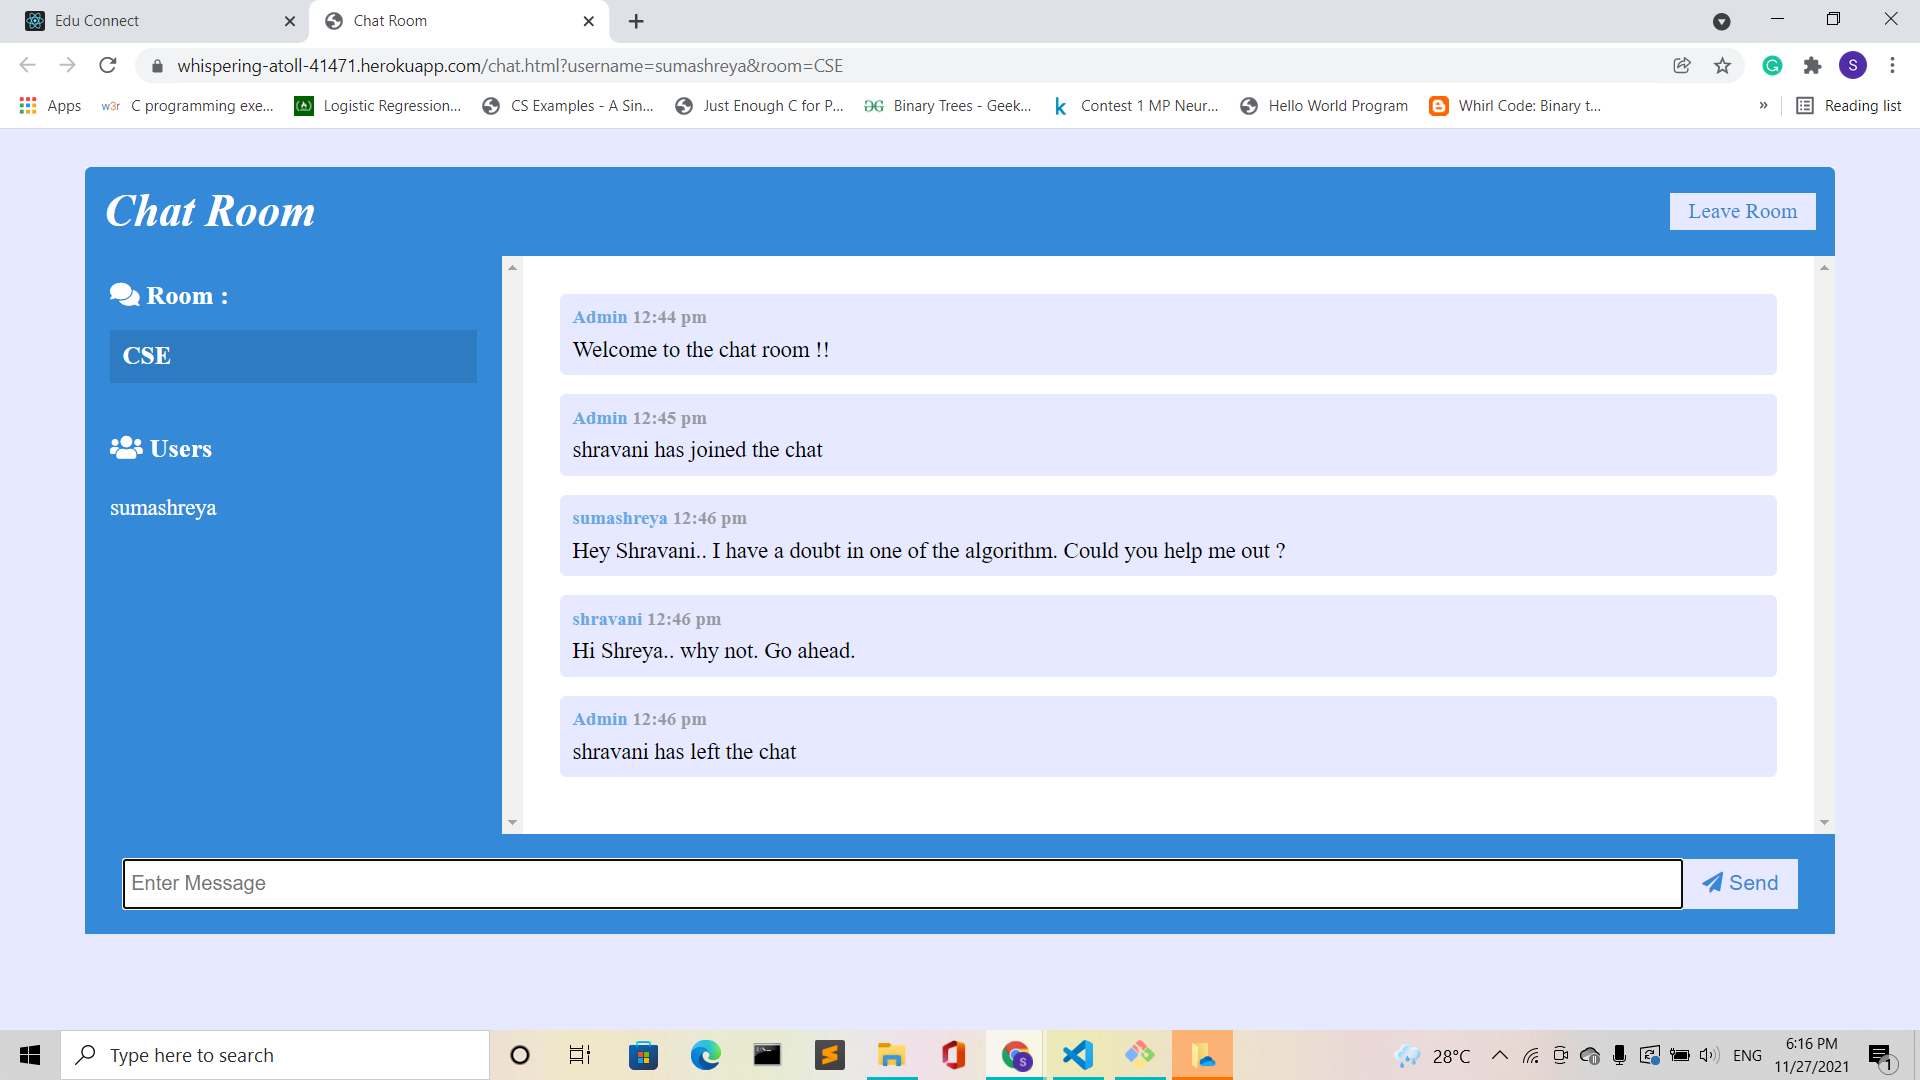 Edu Connect
Chat Room
whispering-atoll-41471.herokuapp.com/chat.html?username=sumashreya&room=CSE
S
Apps
w3r C programming exe...
Logistic Regression...
CS Examples - A Sin...
Just Enough C for P...
Binary Trees - Geek...
k Contest 1 MP Neur...
Hello World Program
Whirl Code: Binary t...
»
Reading list
Chat Room
Leave Room
Room :
CSE
Users
sumashreya
Admin 12:44 pm
Welcome to the chat room !!
Admin 12:45 pm
shravani has joined the chat
sumashreya 12:46 pm
Hey Shravani.. I have a doubt in one of the algorithm. Could you help me out ?
shravani 12:46 pm
Hi Shreya.. why not. Go ahead.
Admin 12:46 pm
shravani has left the chat
Enter Message
Send
Type here to search
S
28°C
ENG
6:16 PM
11/27/2021
1